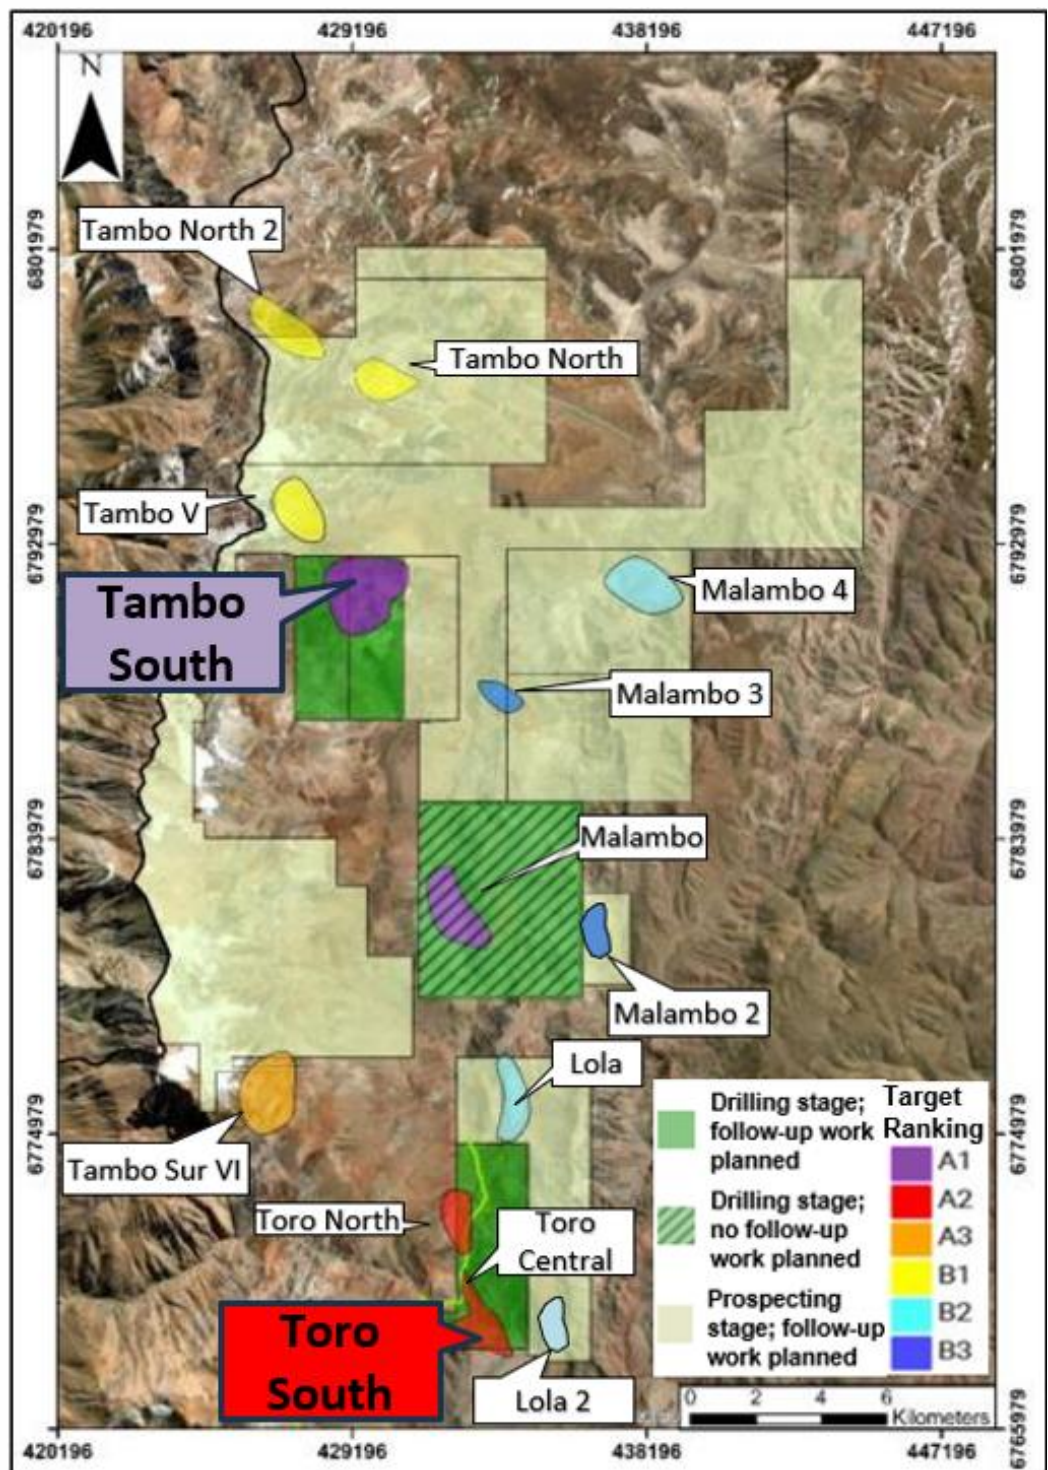 420196
429196
438196
447196
N
Tambo North 2
6801979
6801979
Tambo North
Tambo V
6792979
6792979
Tambo
South
Malambo 4
Malambo 3
6783979
6783979
Malambo
Malambo 2
Lola
6774979
6774979
Tambo Sur VI
Toro North
Toro
Central
Toro
South
Lola 2
Drilling stage;
follow-up work
planned
Drilling stage;
no follow-up
work planned
Prospecting
stage; follow-up
work planned
Target
Ranking
A1
A2
A3
B1
B2
B3
0 2 4 6
Kilometers
6765979
420196
429196
438196
447196